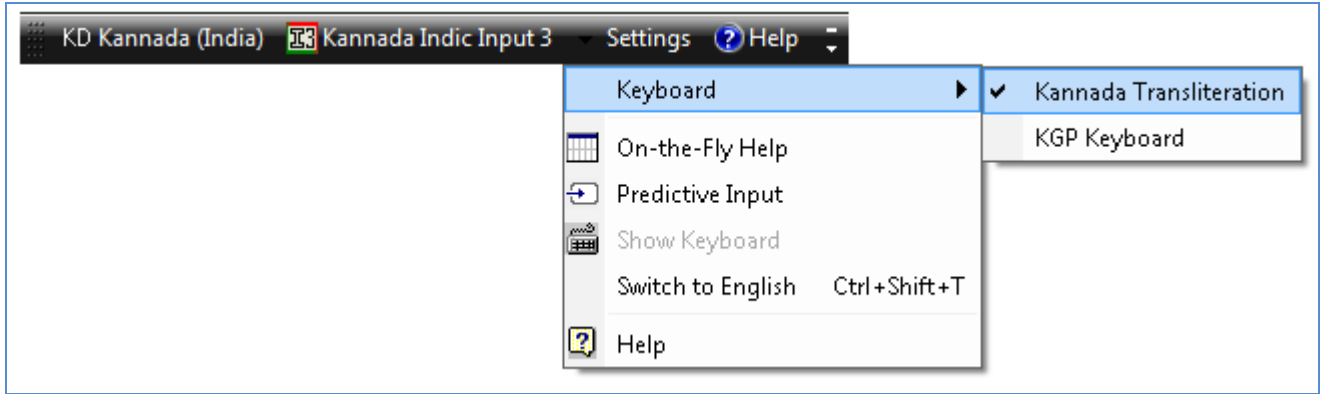 KD Kannada (India) Kannada Indic Input 3 Settings Help
Keyboard Kannada Transliteration
KGP Keyboard
On-the-Fly Help
Predictive Input
Show Keyboard
Switch to English Ctrl+Shift+T
Help